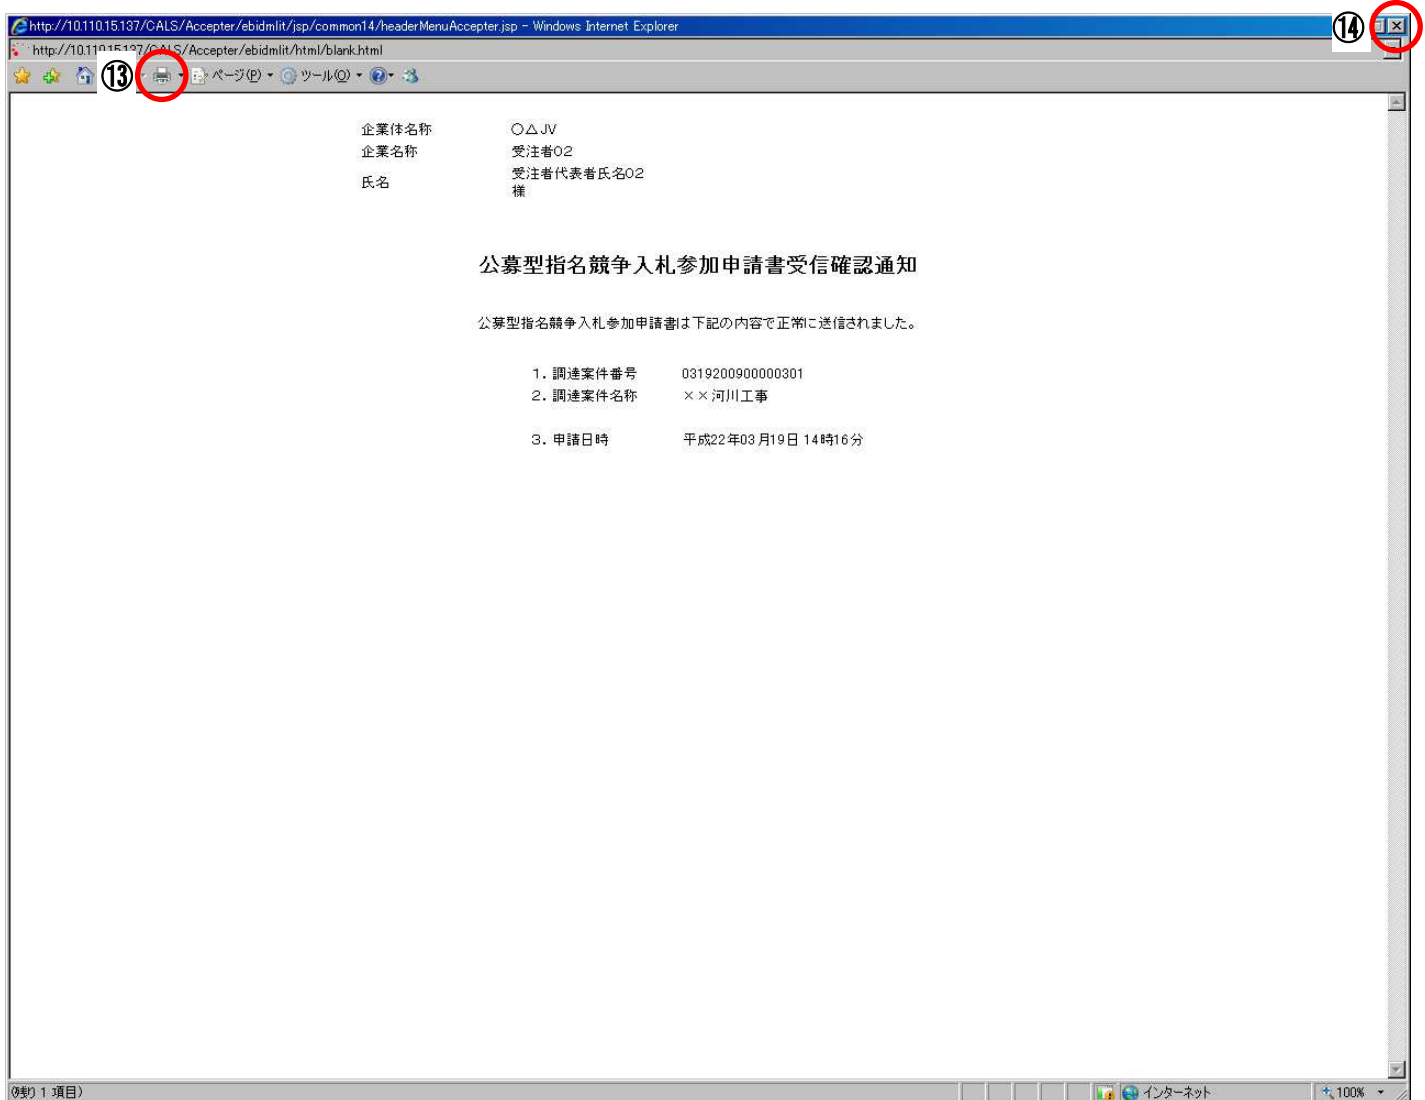 http://10.110.15.137/CALS/Accepter/ebidmlit/jsp/common14/headerMenuAccepter.jsp - Windows Internet Explorer
⑭
http://10.110.15.137/CALS/Accepter/ebidmlit/html/blank.html
⑬
ページ(P) ツール(O)
企業体名称 ○△JV
企業名称 受注者02
氏名 受注者代表者氏名02
様
公募型指名競争入札参加申請書受信確認通知
公募型指名競争入札参加申請書は下記の内容で正常に送信されました。
1. 調達案件番号 0319200900000301
2. 調達案件名称 ××河川工事
3. 申請日時 平成22年03月19日 14時16分
(残り 1 項目) インターネット 100%